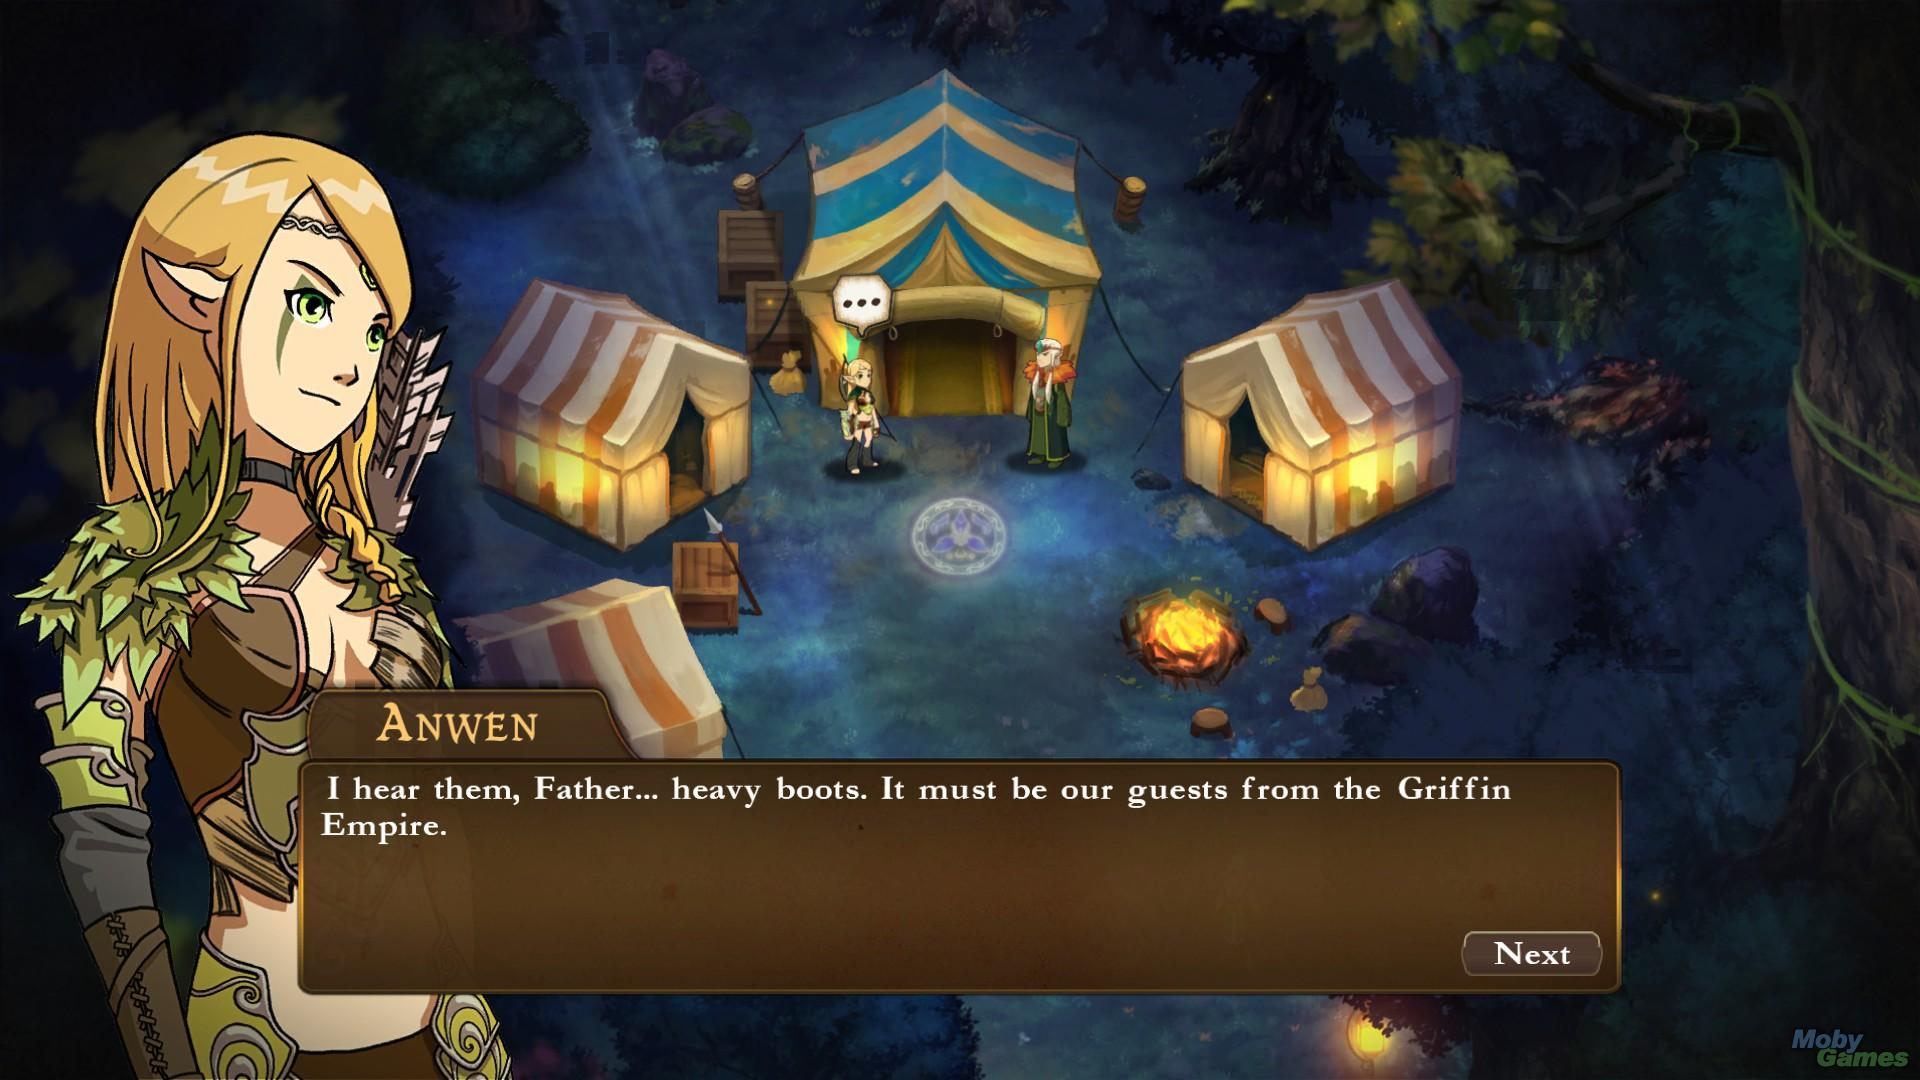 ANWEN
I hear them, Father... heavy boots. It must be our guests from the Griffin
Empire.
Next
Moby
Games